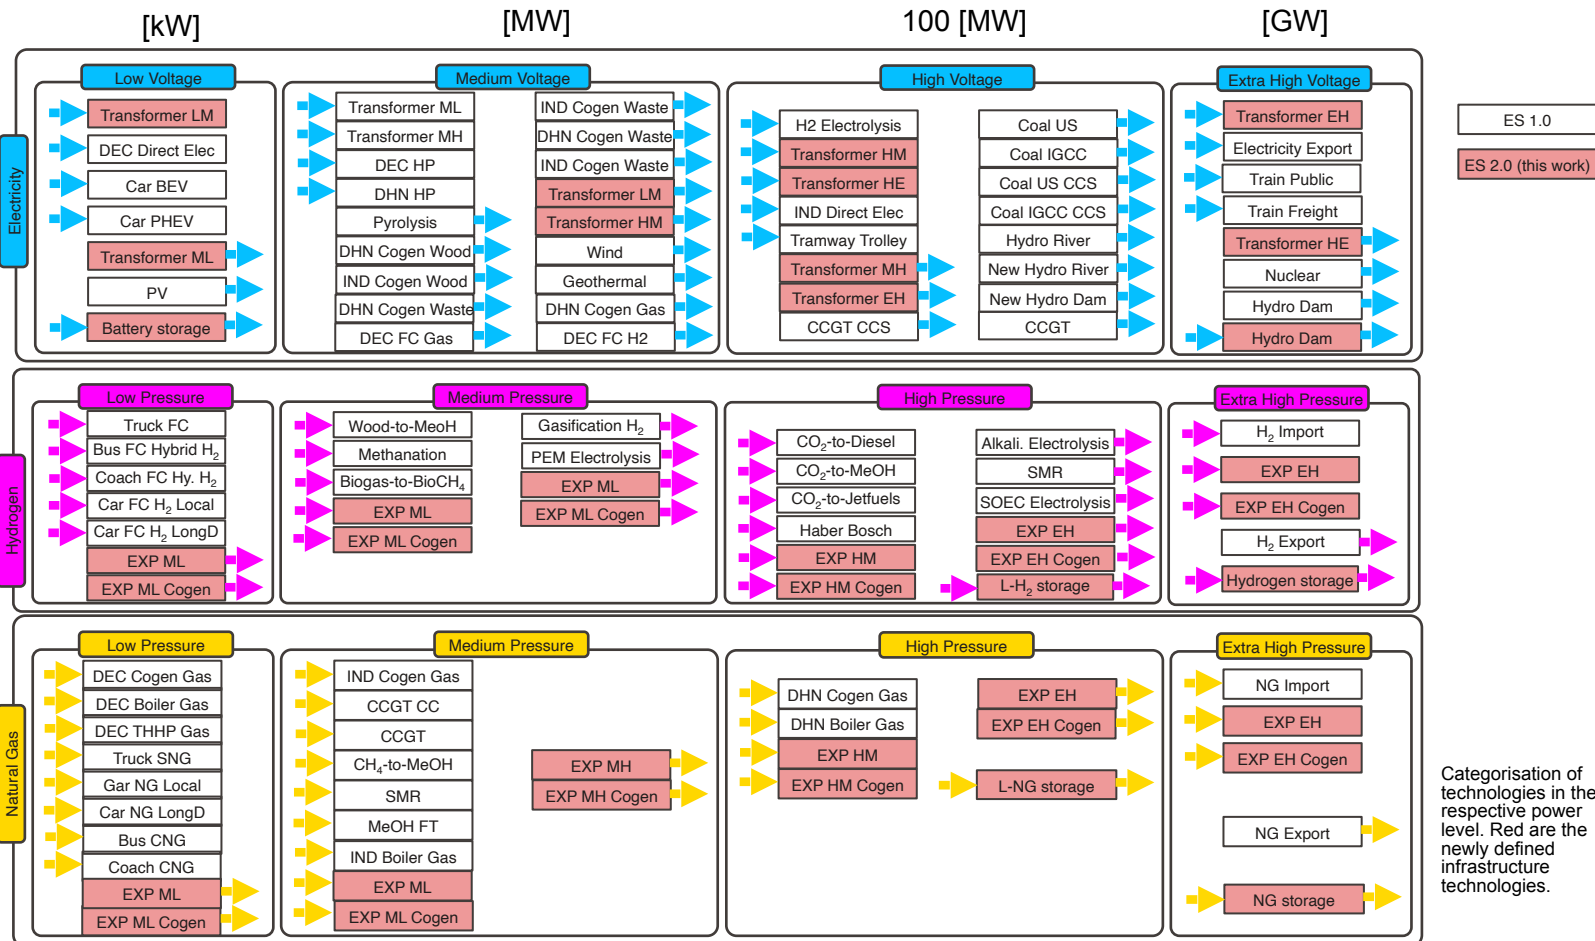 [kW]
[MW]
100 [MW]
[GW]
Electricity
Low Voltage
Transformer LM
DEC Direct Elec
Car BEV
Car PHEV
Transformer ML
PV
Battery storage
Medium Voltage
Transformer ML
Transformer MH
DEC HP
DHN HP
Pyrolysis
DHN Cogen Wood
IND Cogen Wood
DHN Cogen Waste
DEC FC Gas
IND Cogen Waste
DHN Cogen Waste
IND Cogen Waste
Transformer LM
Transformer HM
Wind
Geothermal
DHN Cogen Gas
DEC FC H2
High Voltage
H2 Electrolysis
Transformer HM
Transformer HE
IND Direct Elec
Tramway Trolley
Transformer MH
Transformer EH
CCGT CCS
Coal US
Coal IGCC
Coal US CCS
Coal IGCC CCS
Hydro River
New Hydro River
New Hydro Dam
CCGT
Extra High Voltage
Transformer EH
Electricity Export
Train Public
Train Freight
Transformer HE
Nuclear
Hydro Dam
Hydro Dam
ES 1.0
ES 2.0 (this work)
Hydrogen
Low Pressure
Truck FC
Bus FC Hybrid H₂
Coach FC Hy. H₂
Car FC H₂ Local
Car FC H₂ LongD
EXP ML
EXP ML Cogen
Medium Pressure
Wood-to-MeoH
Methanation
Biogas-to-BioCH₄
EXP ML
EXP ML Cogen
Gasification H₂
PEM Electrolysis
EXP ML
EXP ML Cogen
High Pressure
CO₂-to-Diesel
CO₂-to-MeOH
CO₂-to-Jetfuels
Haber Bosch
EXP HM
EXP HM Cogen
Alkali. Electrolysis
SMR
SOEC Electrolysis
EXP EH
EXP EH Cogen
L-H₂ storage
Extra High Pressure
H₂ Import
EXP EH
EXP EH Cogen
H₂ Export
Hydrogen storage
Natural Gas
Low Pressure
DEC Cogen Gas
DEC Boiler Gas
DEC THHP Gas
Truck SNG
Gar NG Local
Car NG LongD
Bus CNG
Coach CNG
EXP ML
EXP ML Cogen
Medium Pressure
IND Cogen Gas
CCGT CC
CCGT
CH₄-to-MeOH
SMR
MeOH FT
IND Boiler Gas
EXP ML
EXP ML Cogen
EXP MH
EXP MH Cogen
High Pressure
DHN Cogen Gas
DHN Boiler Gas
EXP HM
EXP HM Cogen
EXP EH
EXP EH Cogen
L-NG storage
Extra High Pressure
NG Import
EXP EH
EXP EH Cogen
NG Export
NG storage
Categorisation of
technologies in the
respective power
level. Red are the
newly defined
infrastructure
technologies.